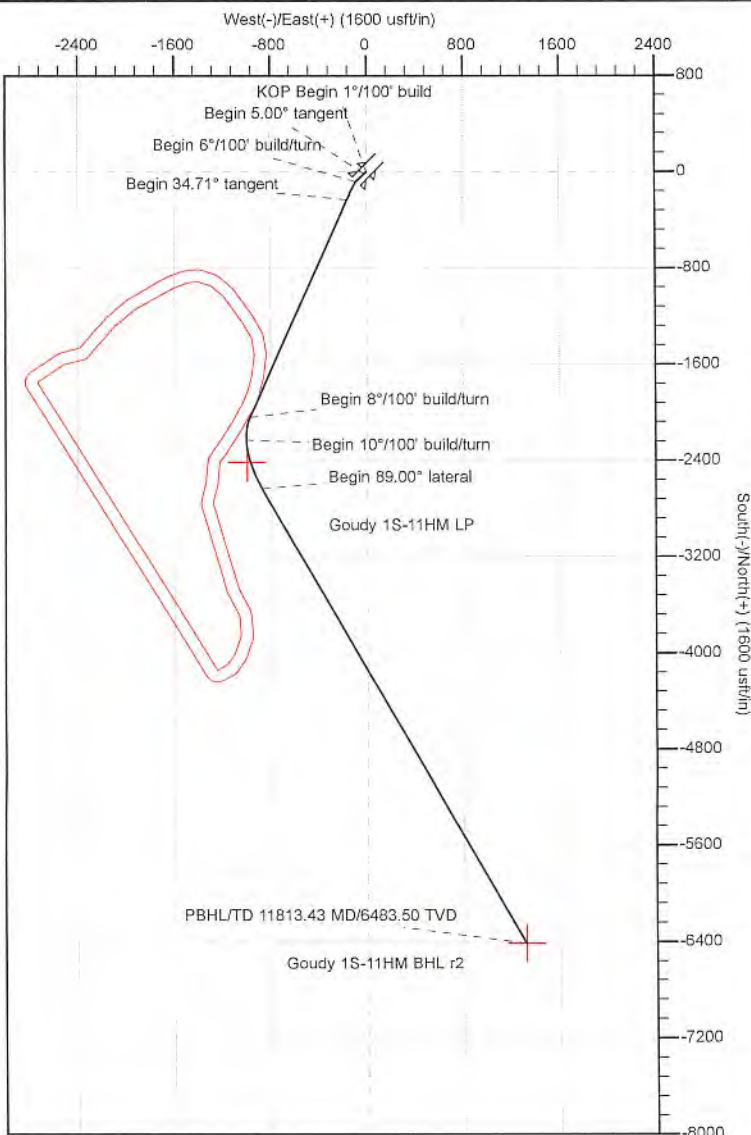 West(-)/East(+) (1600 usft/in)
-2400 -1600 -800 0 800 1600 2400
800
KOP Begin 1°/100' build
Begin 5.00° tangent
Begin 6°/100' build/turn
0
Begin 34.71° tangent
-800
-1600
Begin 8°/100' build/turn
Begin 10°/100' build/turn
-2400
Begin 89.00° lateral
Goudy 1S-11HM LP
South(-)/North(+) (1600 usft/in)
-3200
-4000
-4800
-5600
PBHL/TD 11813.43 MD/6483.50 TVD
-6400
Goudy 1S-11HM BHL r2
-7200
-8000